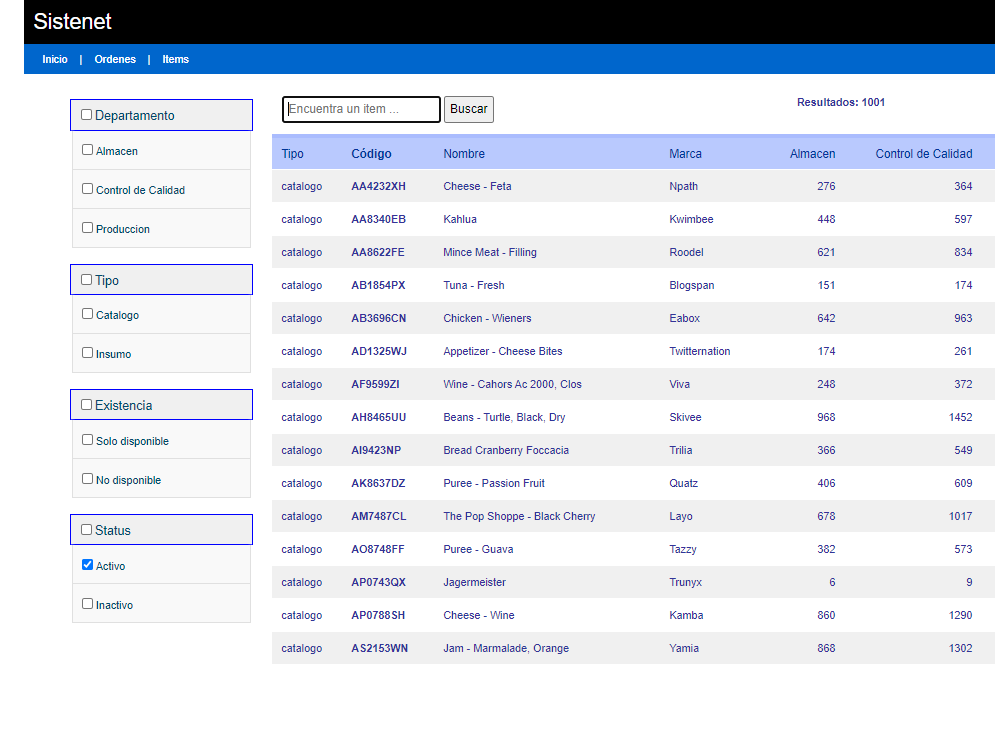 Sistenet
Inicio | Ordenes | Items
Departamento
Almacen
Control de Calidad
Produccion
Tipo
Catalogo
Insumo
Existencia
Solo disponible
No disponible
Status
Activo
Inactivo
Encuentra un item ... Buscar Resultados: 1001
Tipo Código Nombre Marca Almacen Control de Calidad
catalogo AA4232XH Cheese - Feta Npath 276 364
catalogo AA8340EB Kahlua Kwimbee 448 597
catalogo AA8622FE Mince Meat - Filling Roodel 621 834
catalogo AB1854PX Tuna - Fresh Blogspan 151 174
catalogo AB3696CN Chicken - Wieners Eabox 642 963
catalogo AD1325WJ Appetizer - Cheese Bites Twitternation 174 261
catalogo AF9599ZI Wine - Cahors Ac 2000, Clos Viva 248 372
catalogo AH8465UU Beans - Turtle, Black, Dry Skivee 968 1452
catalogo AI9423NP Bread Cranberry Foccacia Trilia 366 549
catalogo AK8637DZ Puree - Passion Fruit Quatz 406 609
catalogo AM7487CL The Pop Shoppe - Black Cherry Layo 678 1017
catalogo AO8748FF Puree - Guava Tazzy 382 573
catalogo AP0743QX Jagermeister Trunyx 6 9
catalogo AP0788SH Cheese - Wine Kamba 860 1290
catalogo AS2153WN Jam - Marmalade, Orange Yamia 868 1302